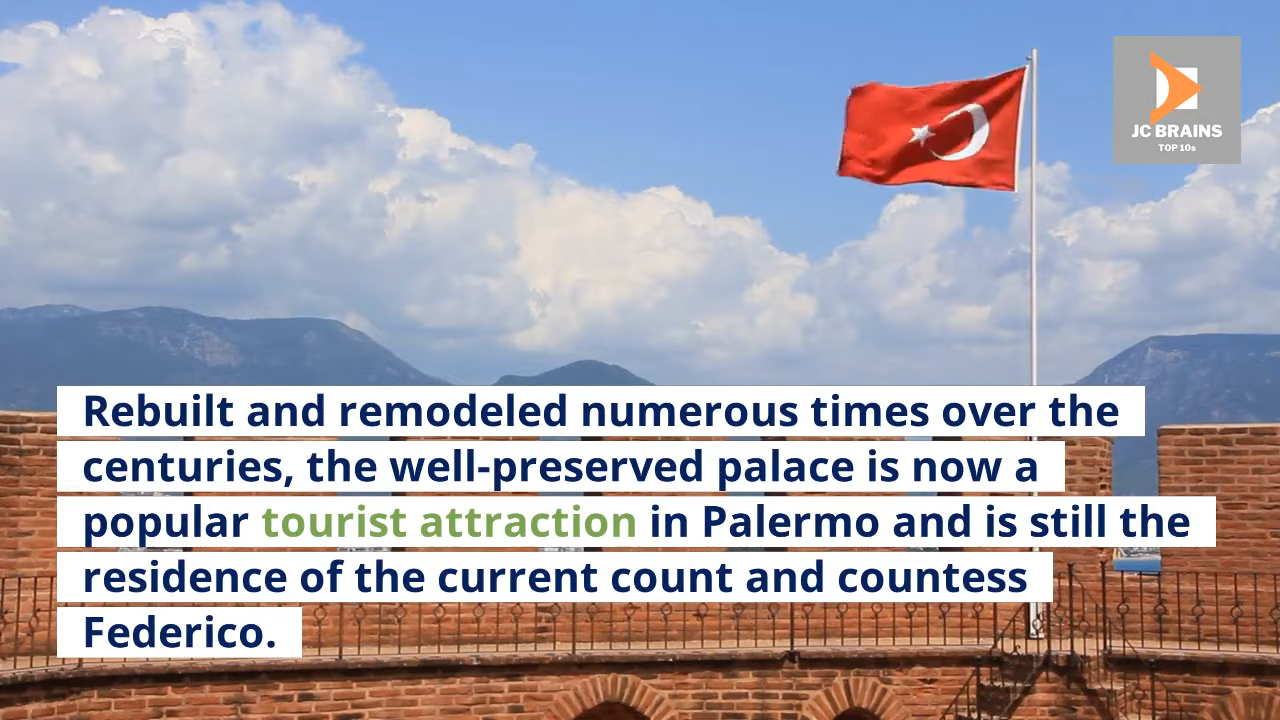 JC BRAINS
TOP 10s
Rebuilt and remodeled numerous times over the
centuries, the well-preserved palace is now a
popular tourist attraction in Palermo and is still the
residence of the current count and countess
Federico.